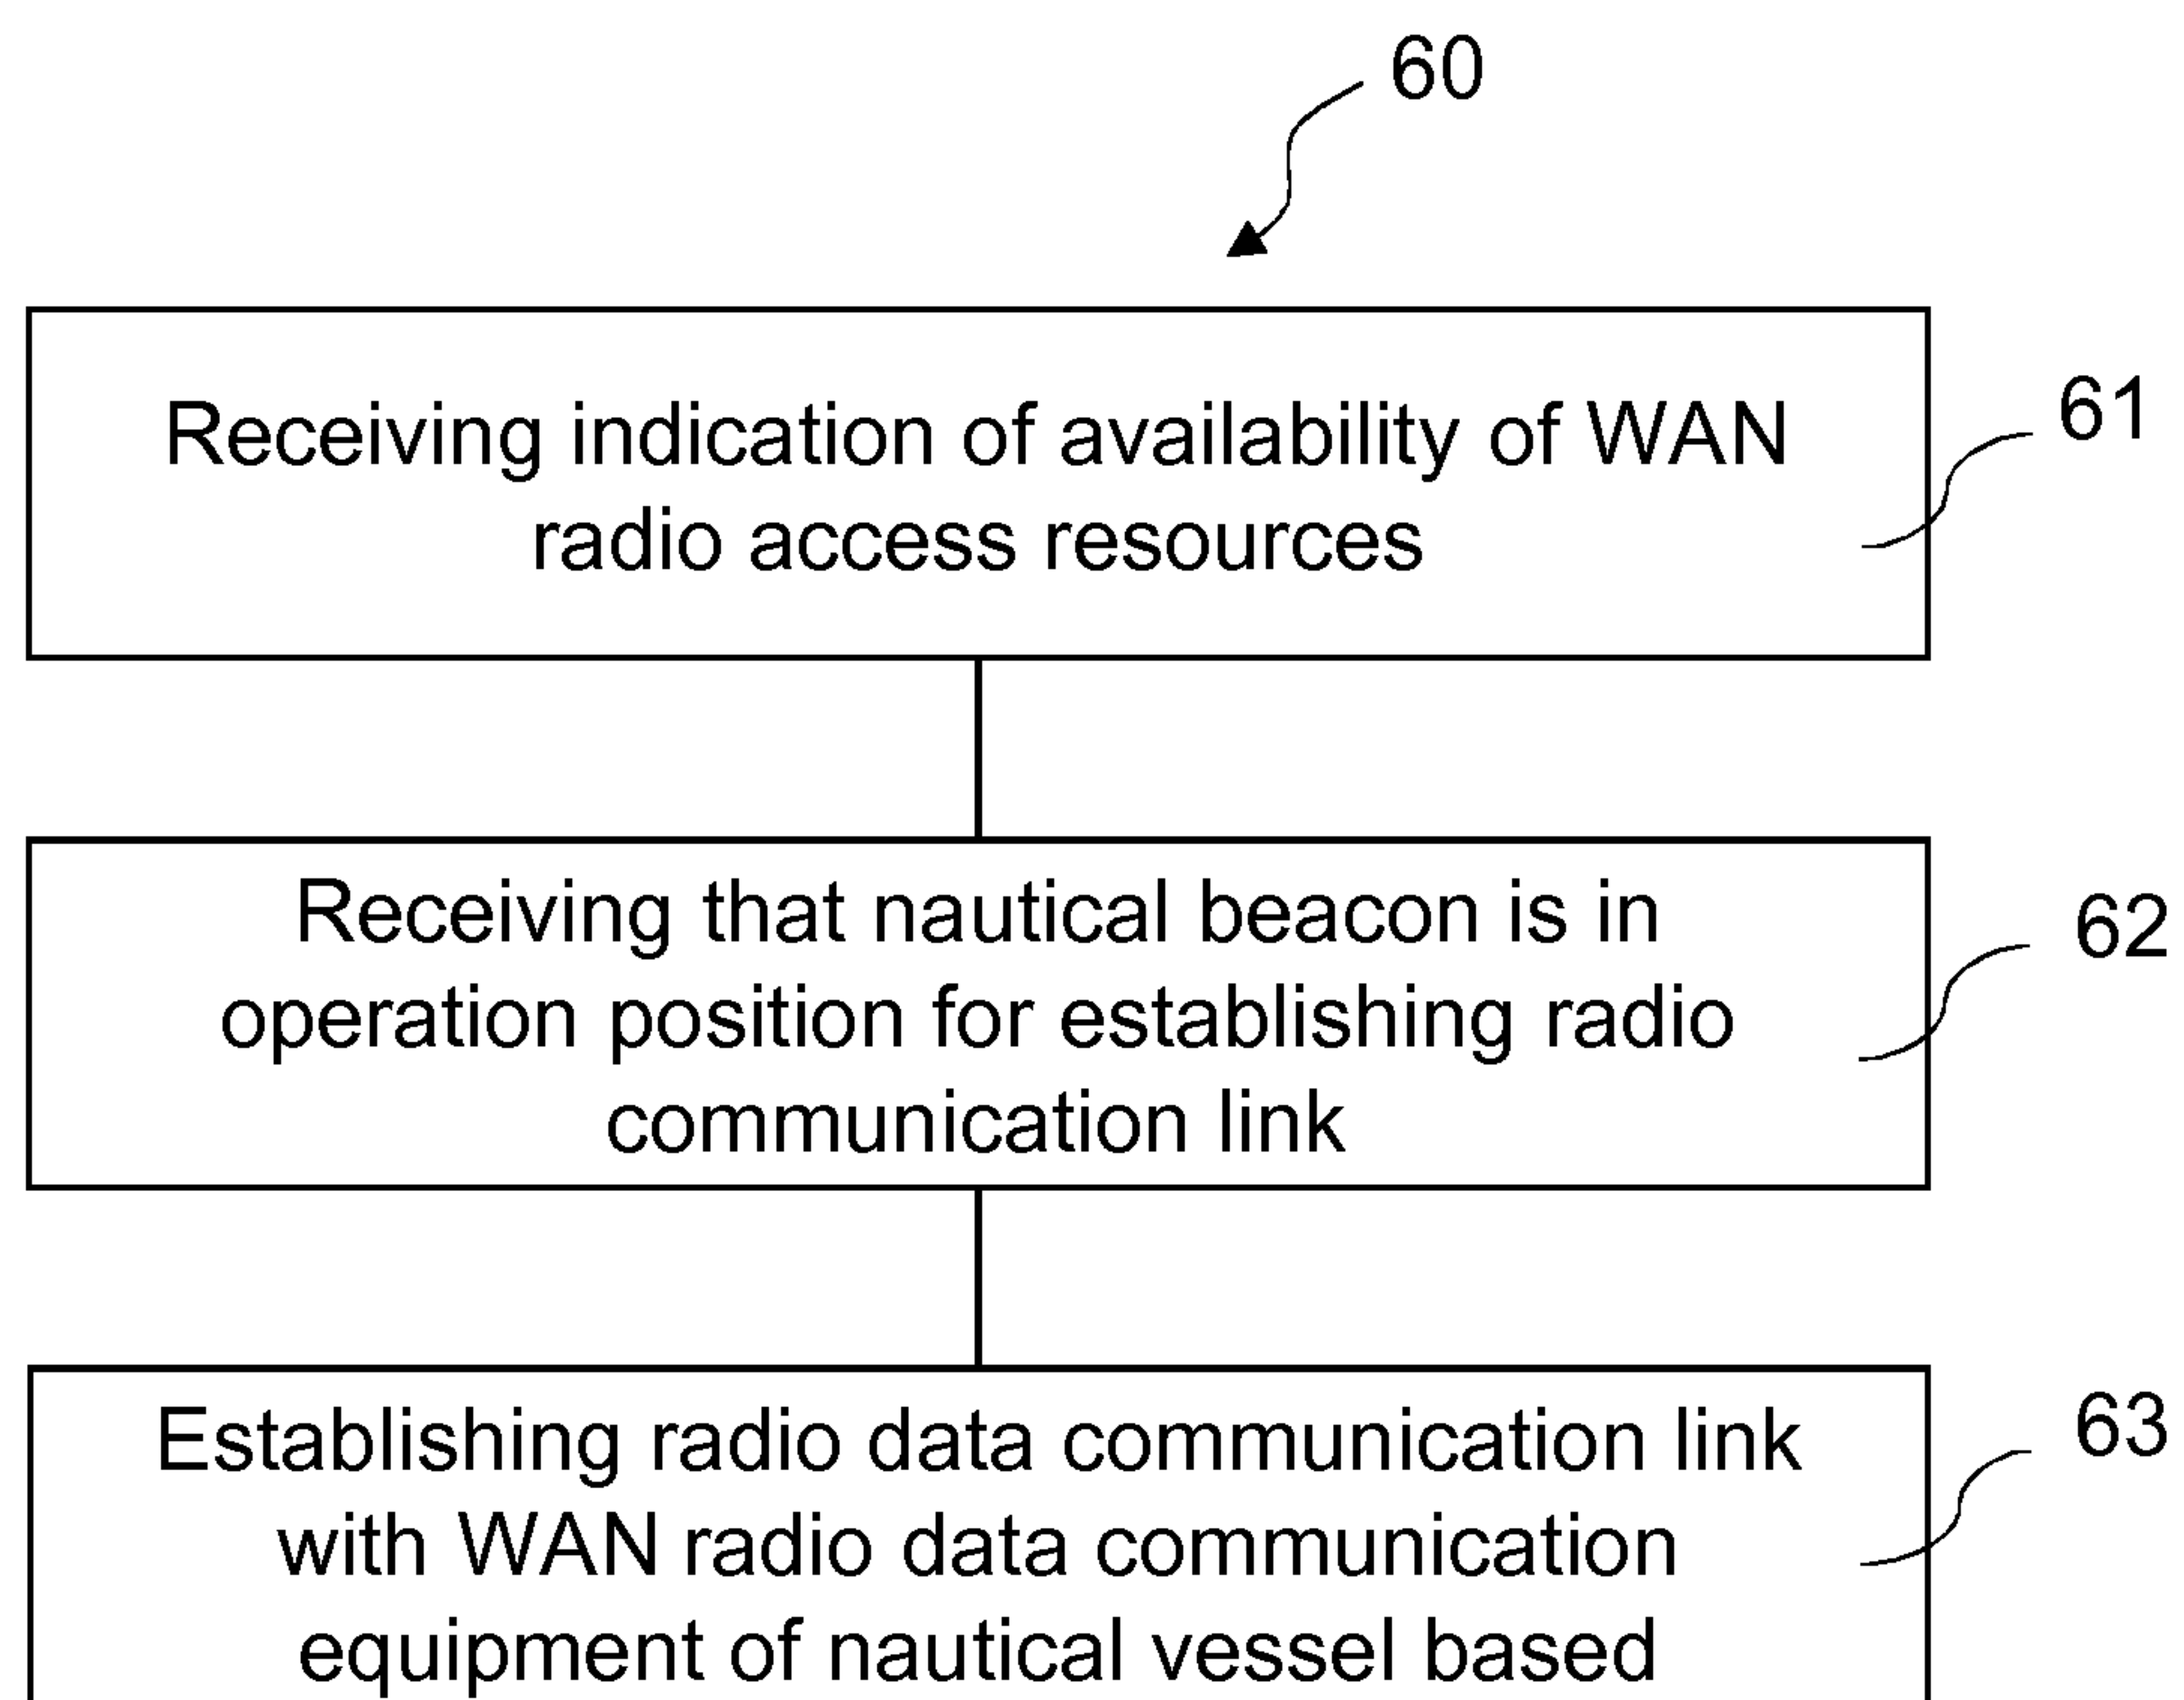 60
Receiving indication of availability of WAN
radio access resources
61
Receiving that nautical beacon is in
operation position for establishing radio
communication link
62
Establishing radio data communication link
with WAN radio data communication
equipment of nautical vessel based
63